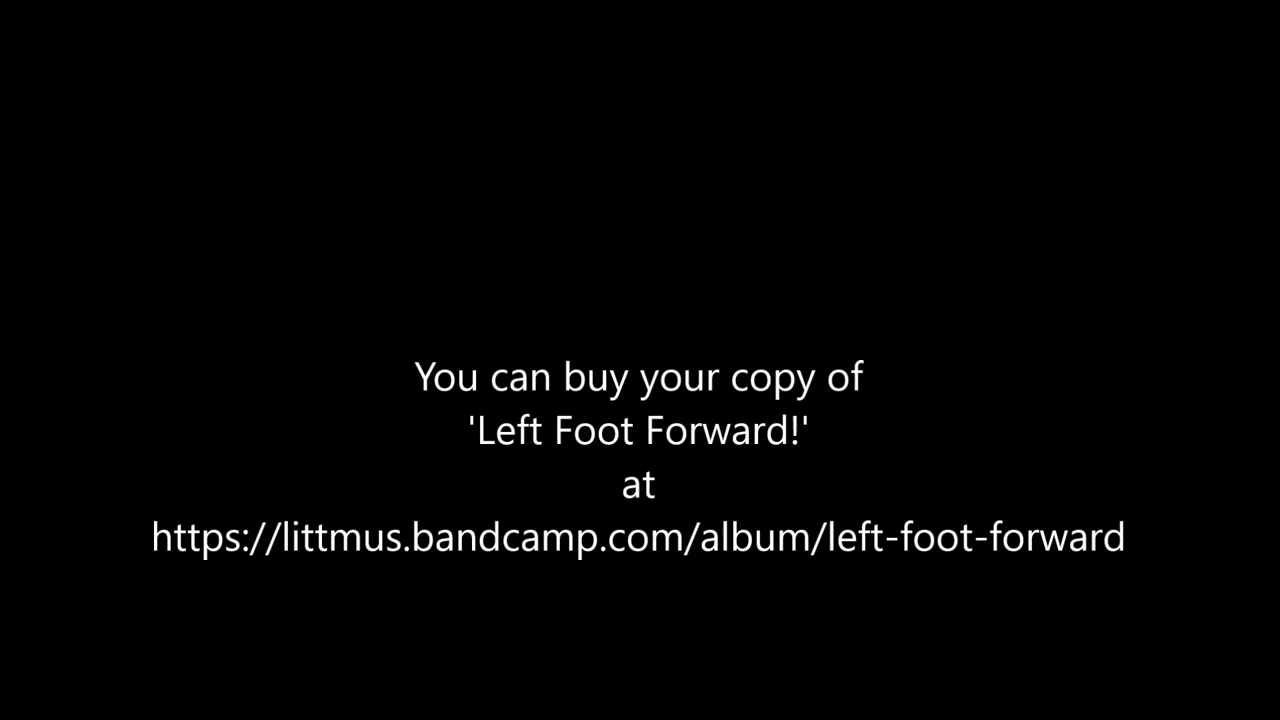 You can buy your copy of
'Left Foot Forward!'
at
https://littmus.bandcamp.com/album/left-foot-forward